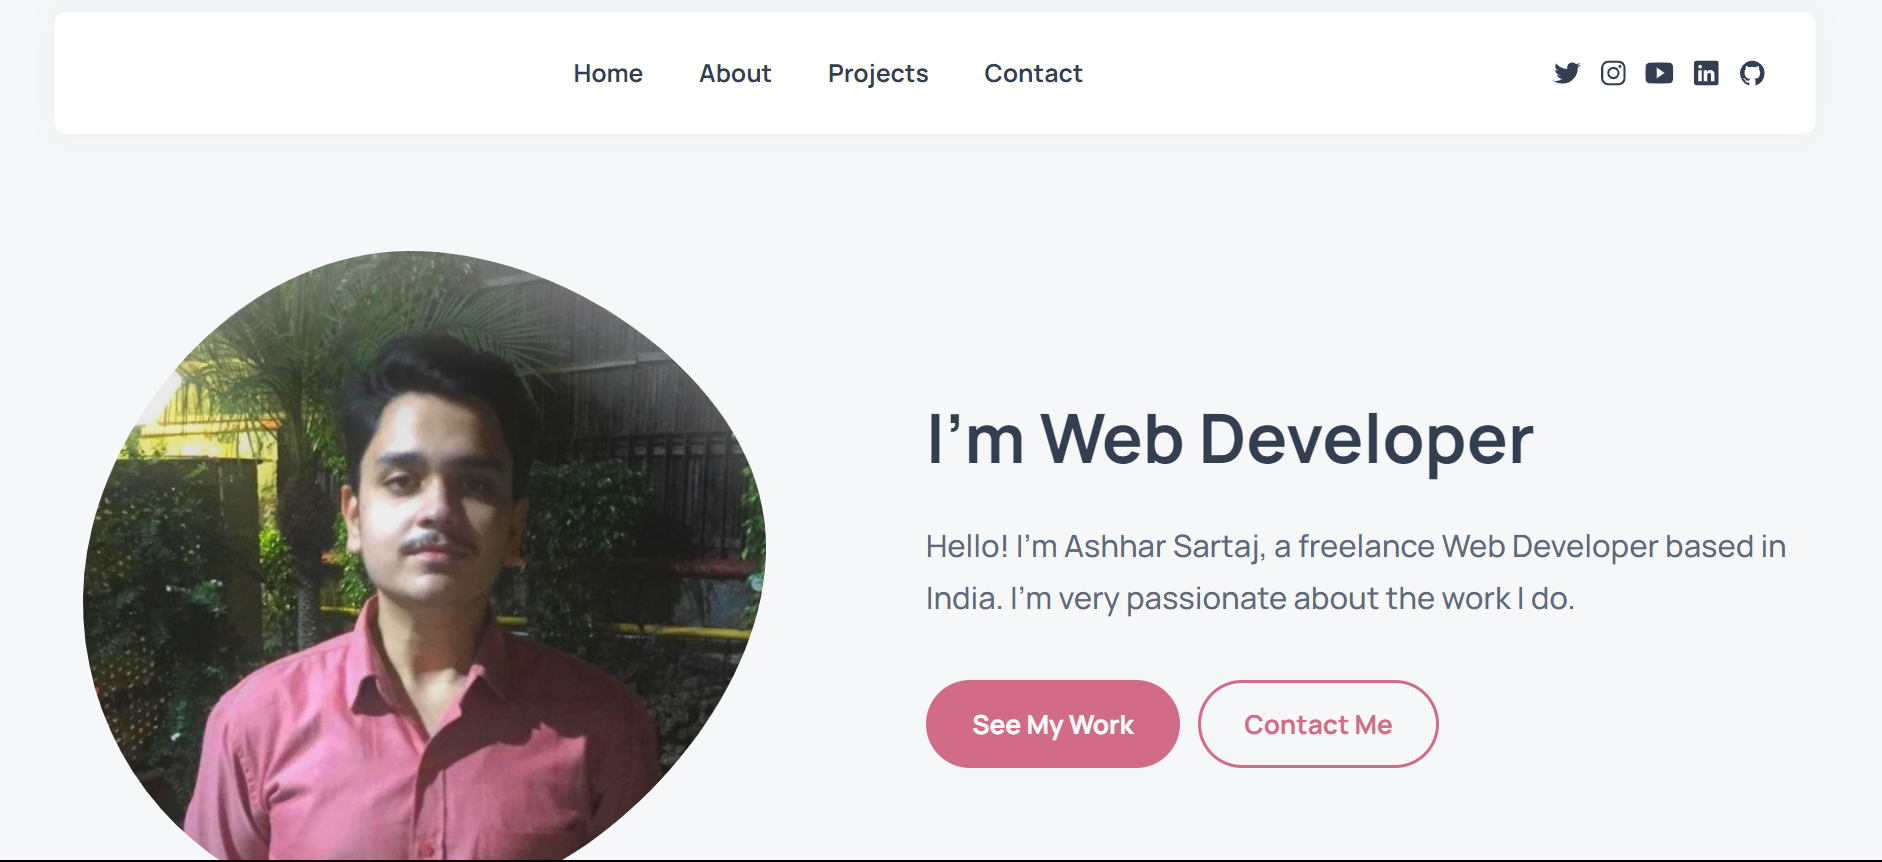 Home About Projects Contact
I'm Web Developer
Hello! I'm Ashhar Sartaj, a freelance Web Developer based in
India. I'm very passionate about the work I do.
See My Work Contact Me